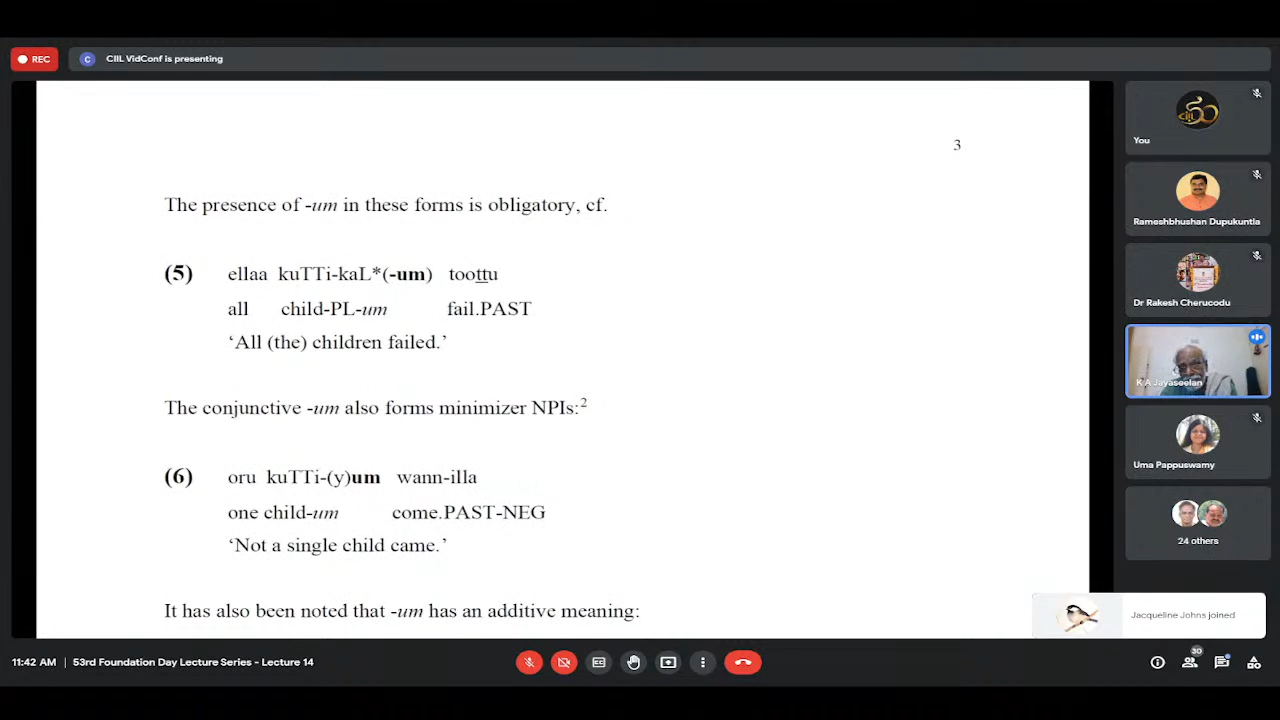 REC
C CIIL VidConf is presenting
3
The presence of -um in these forms is obligatory, cf.
(5) ellaa kuTTi-kaL*(-um) toottu
all child-PL-um fail.PAST
‘All (the) children failed.’
The conjunctive -um also forms minimizer NPIs:²
(6) oru kuTTi-(y)um wann-illa
one child-um come.PAST-NEG
‘Not a single child came.’
It has also been noted that -um has an additive meaning:
CIIL 50
You
Rameshbhushan Dupukuntla
Dr Rakesh Cherucodu
K A Jayaseelan
Uma Pappuswamy
24 others
Jacqueline Johns joined
11:42 AM | 53rd Foundation Day Lecture Series - Lecture 14
CC
30